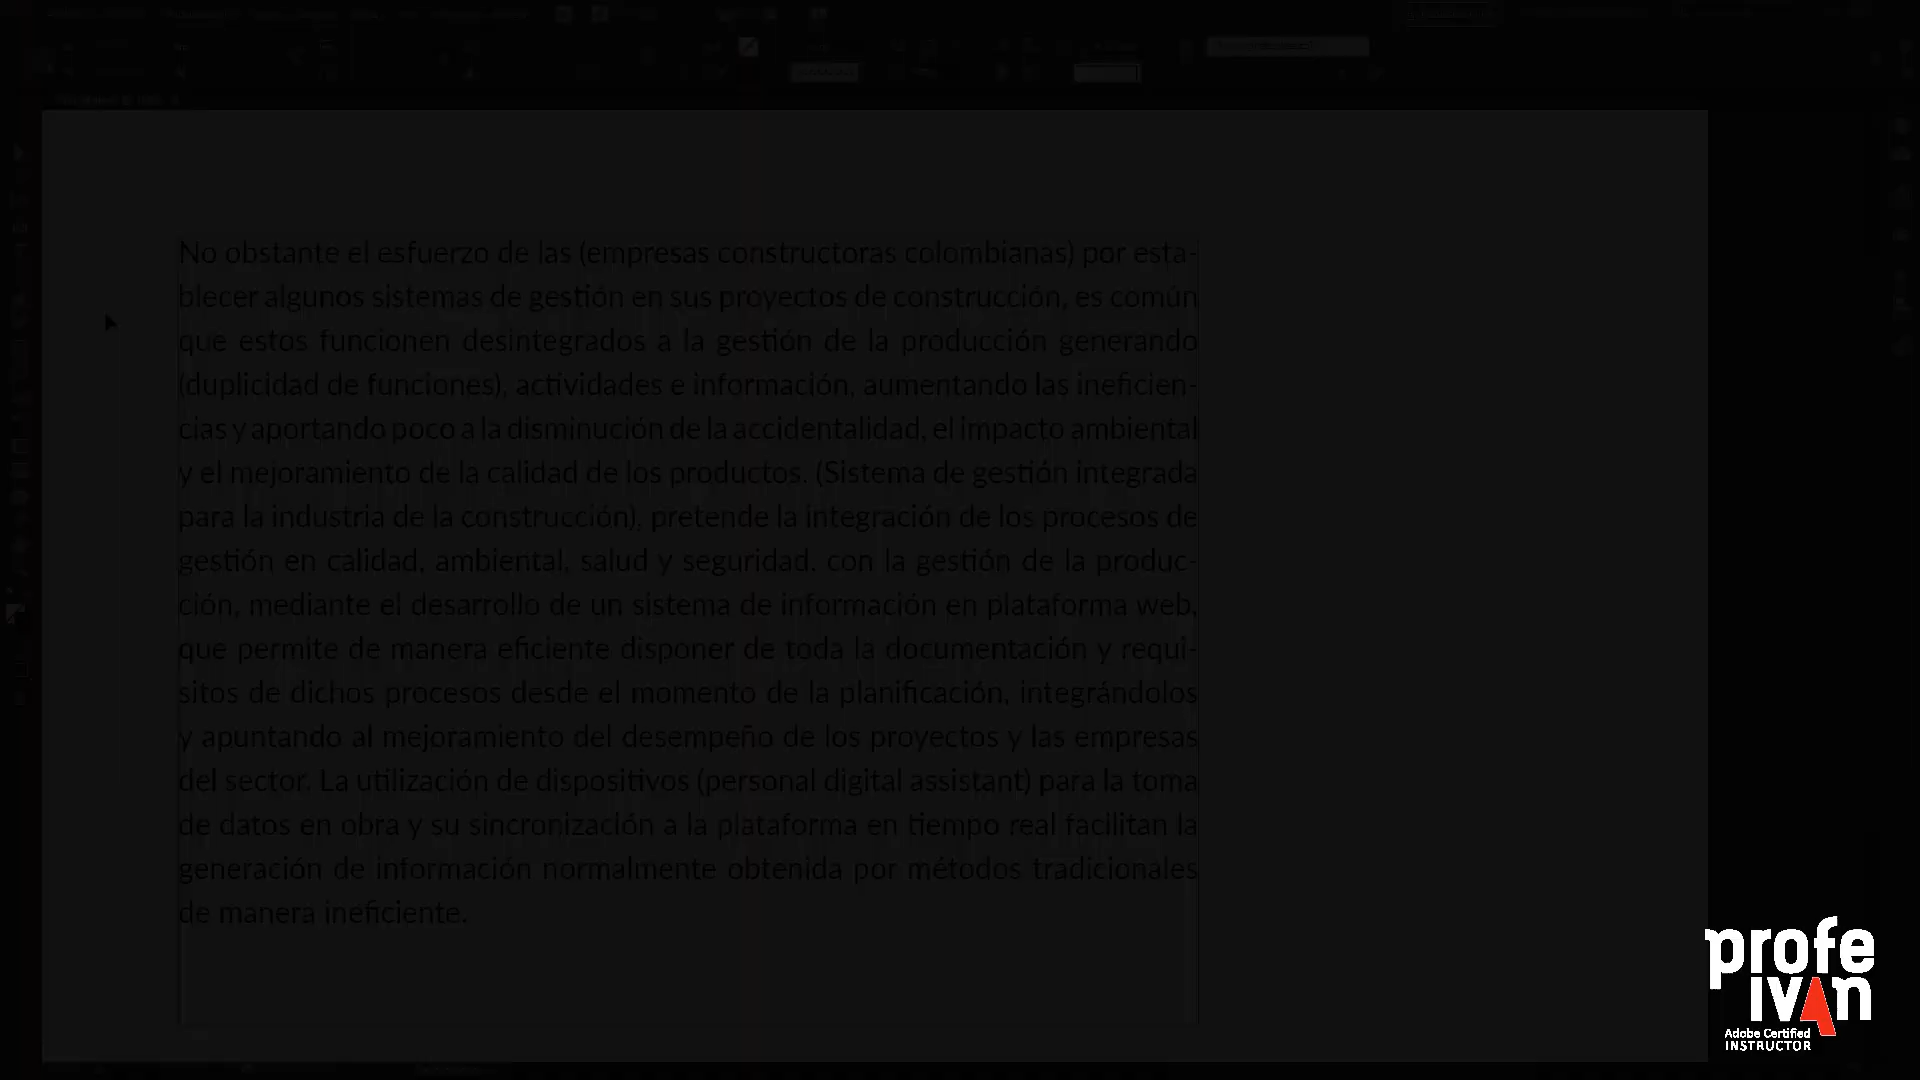 No obstante el esfuerzo de las (empresas constructoras colombianas) por esta-
blecer algunos sistemas de gestión en sus proyectos de construcción, es común
que estos funcionen desintegrados a la gestión de la producción generando
(duplicidad de funciones), actividades e información, aumentando las ineficien-
cias y aportando poco a la disminución de la accidentalidad, el impacto ambiental
y el mejoramiento de la calidad de los productos. (Sistema de gestión integrada
para la industria de la construcción), pretende la integración de los procesos de
gestión en calidad, ambiental, salud y seguridad. con la gestión de la produc-
ción, mediante el desarrollo de un sistema de información en plataforma web,
que permite de manera eficiente disponer de toda la documentación y requi-
sitos de dichos procesos desde el momento de la planificación, integrándolos
y apuntando al mejoramiento del desempeño de los proyectos y las empresas
del sector. La utilización de dispositivos (personal digital assistant) para la toma
de datos en obra y su sincronización a la plataforma en tiempo real facilitan la
generación de información normalmente obtenida por métodos tradicionales
de manera ineficiente.
profe
ivan
Adobe Certified
INSTRUCTOR